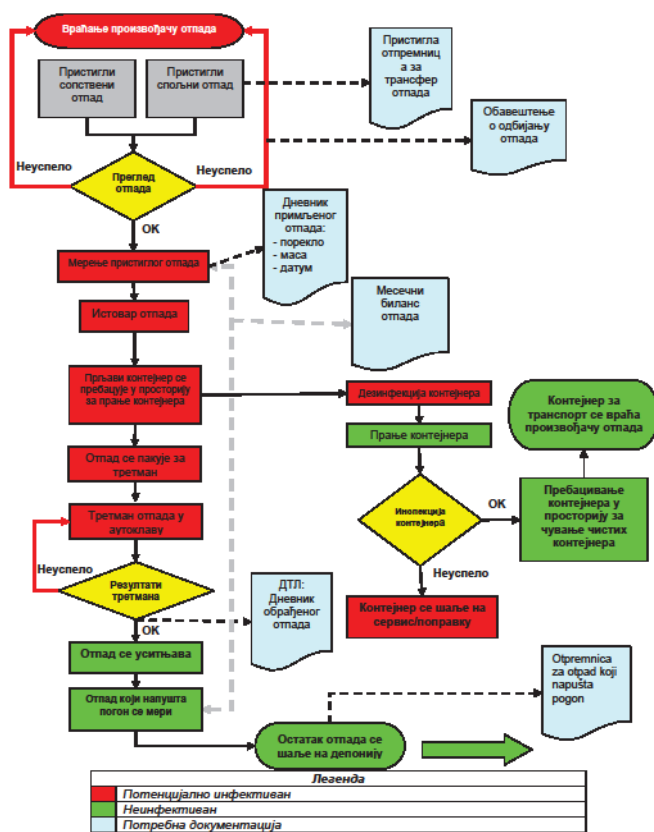 Враћање произвођачу отпада
Пристигли
сопствени
отпад
Пристигли
спољни отпад
Пристигла
отпремниц
а за
трансфер
отпада
Обавештење
о одбијању
отпада
Неуспело
Неуспело
Преглед
отпада
ОК
Дневник
примљеног
отпада:
- порекло
- маса
- датум
Мерење пристиглог отпада
Месечни
биланс
отпада
Истовар отпада
Прљави контејнер се
пребацује у просторију
за прање контејнера
Дезинфекција контејнера
Контејнер за
транспорт се враћа
произвођачу отпада
Прање контејнера
Отпад се пакује за
третман
Инопекција
контејнера
ОК
Пребацивање
контејнера у
просторију за
чување чистих
контејнера
Третман отпада у
аутоклаву
Неуспело
Неуспело
Резултати
третмана
ДТЛ:
Дневник
обрађеног
отпада
Контејнер се шаље на
сервис/поправку
ОК
Отпад се уситњава
Otpremnica
za otpad koji
napušta
pogon
Отпад који напушта
погон се мери
Остатак отпада се
шаље на депонију
Легенда
Потенцијално инфективан
Неинфективан
Потребна документација